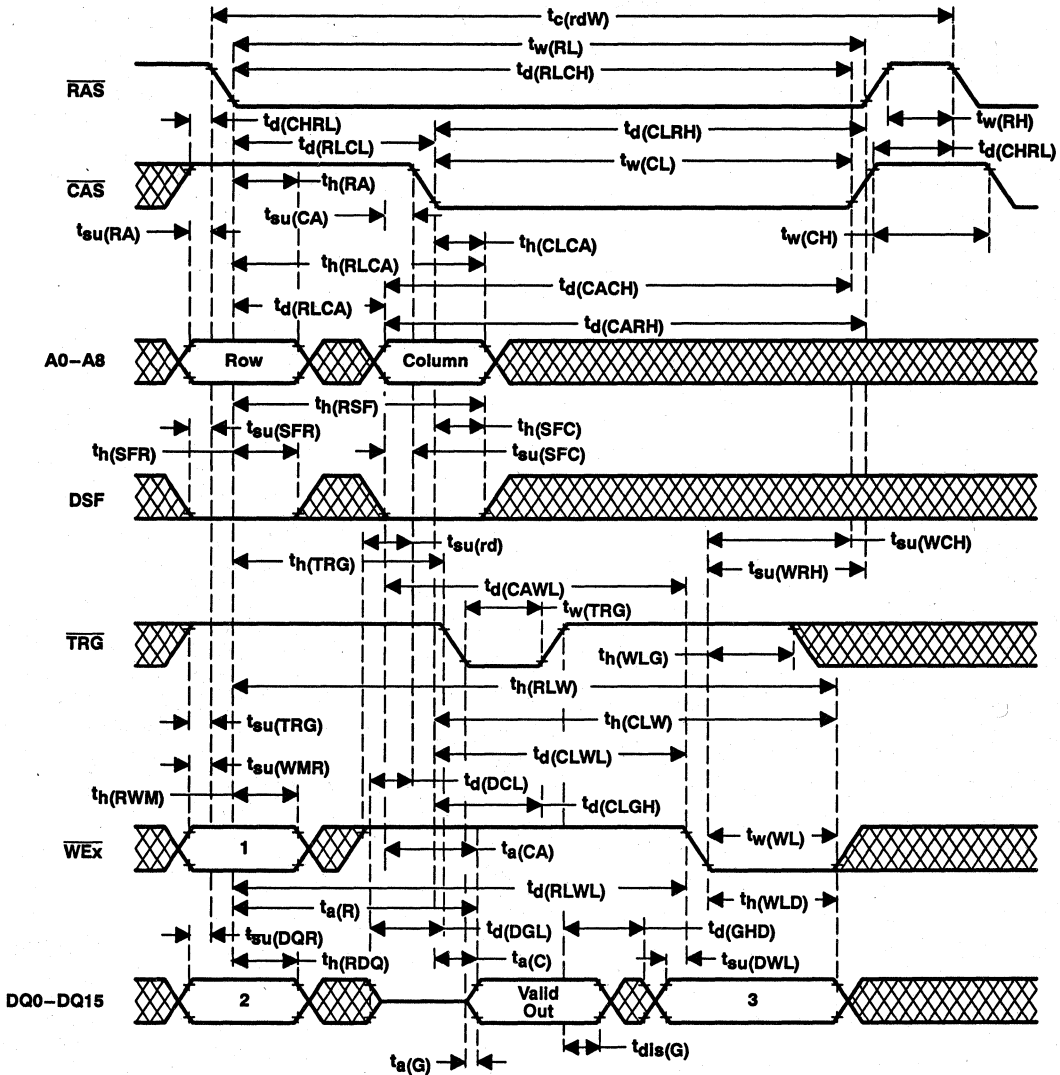 tc(rdW)
tw(RL)
td(RLCH)
RAS
td(CHRL)
td(RLCL)
td(CLRH)
tw(RH)
td(CHRL)
tw(CL)
CAS
th(RA)
tsu(CA)
tsu(RA)
th(CLCA)
tw(CH)
th(RLCA)
td(CACH)
td(RLCA)
td(CARH)
A0–A8
Row
Column
th(RSF)
tsu(SFR)
th(SFC)
th(SFR)
tsu(SFC)
DSF
tsu(rd)
tsu(WCH)
th(TRG)
tsu(WRH)
td(CAWL)
tw(TRG)
TRG
th(WLG)
th(RLW)
tsu(TRG)
th(CLW)
td(CLWL)
tsu(WMR)
td(DCL)
th(RWM)
td(CLGH)
WEx
1
ta(CA)
tw(WL)
td(RLWL)
th(WLD)
ta(R)
tsu(DQR)
td(DGL)
td(GHD)
th(RDQ)
ta(C)
tsu(DWL)
DQ0–DQ15
2
Valid
Out
3
ta(G)
tdis(G)